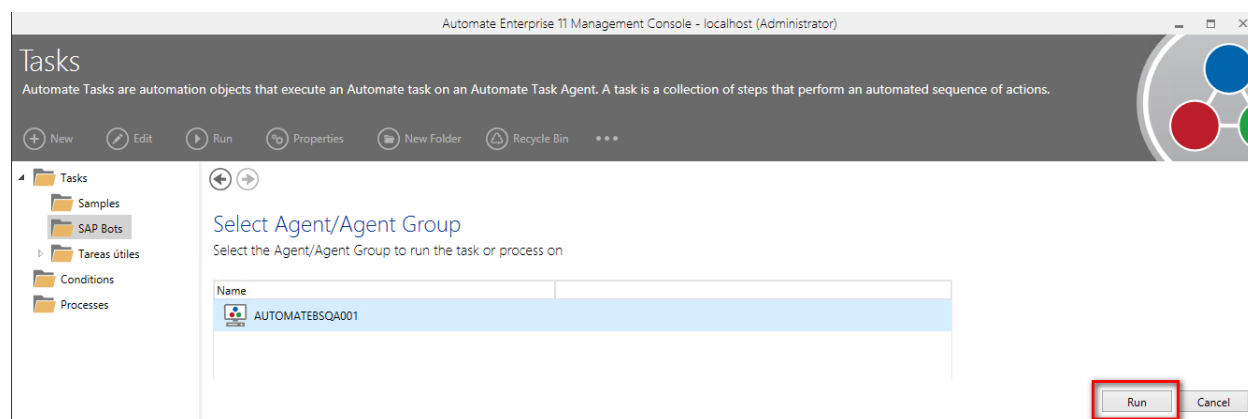 Automate Enterprise 11 Management Console - localhost (Administrator)
Tasks
Automate Tasks are automation objects that execute an Automate task on an Automate Task Agent. A task is a collection of steps that perform an automated sequence of actions.
New Edit Run Properties New Folder Recycle Bin
Tasks
Samples
SAP Bots
Tareas útiles
Conditions
Processes
Select Agent/Agent Group
Select the Agent/Agent Group to run the task or process on
Name
AUTOMATEBSQA001
Run Cancel